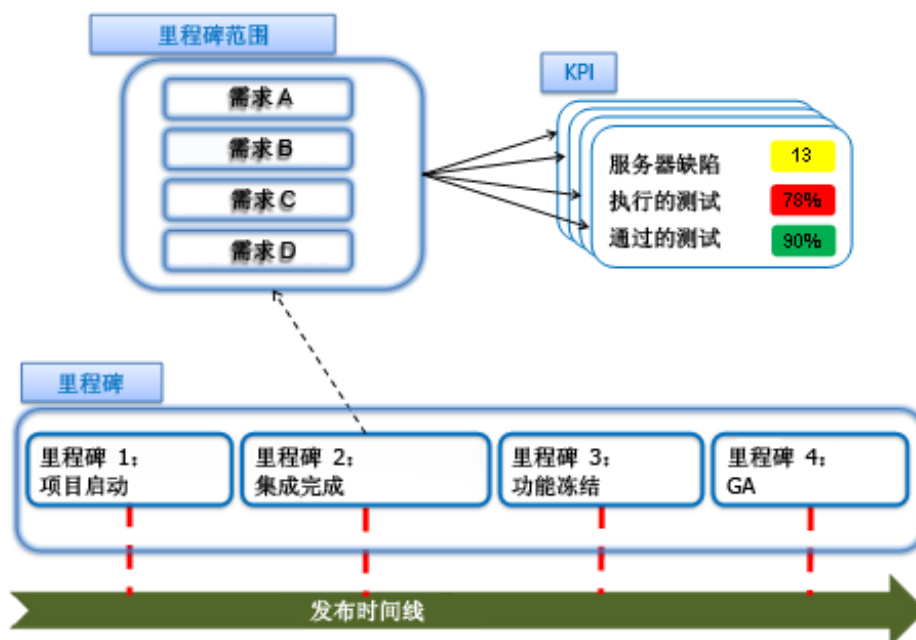 里程碑范围
需求 A
需求 B
需求 C
需求 D
KPI
服务器缺陷 13
执行的测试 78%
通过的测试 90%
里程碑
里程碑 1：
项目启动
里程碑 2：
集成完成
里程碑 3：
功能冻结
里程碑 4：
GA
发布时间线